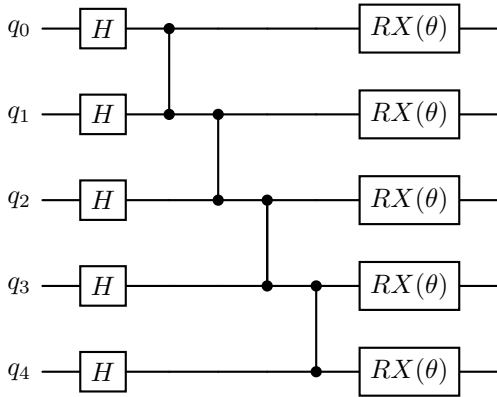 q₀ H RX(θ)
q₁ H RX(θ)
q₂ H RX(θ)
q₃ H RX(θ)
q₄ H RX(θ)